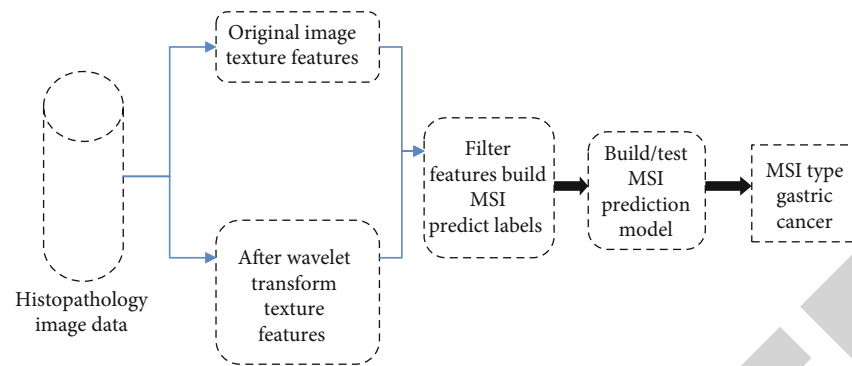 Histopathology
image data
Original image
texture features
After wavelet
transform
texture
features
Filter
features build
MSI
predict labels
Build/test
MSI
prediction
model
MSI type
gastric
cancer